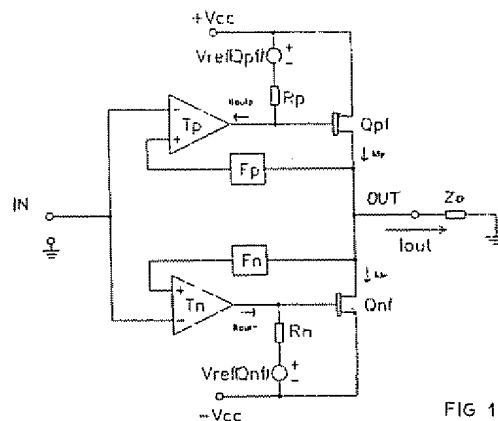 +Vcc
Vref(Qpf)
+
-
Rp
-
Tp
+
Qpf
Fp
IN
OUT
Zo
Iout
Fn
+
Tn
-
Qnf
Rn
Vref(Qnf)
+
-
-Vcc
FIG 1